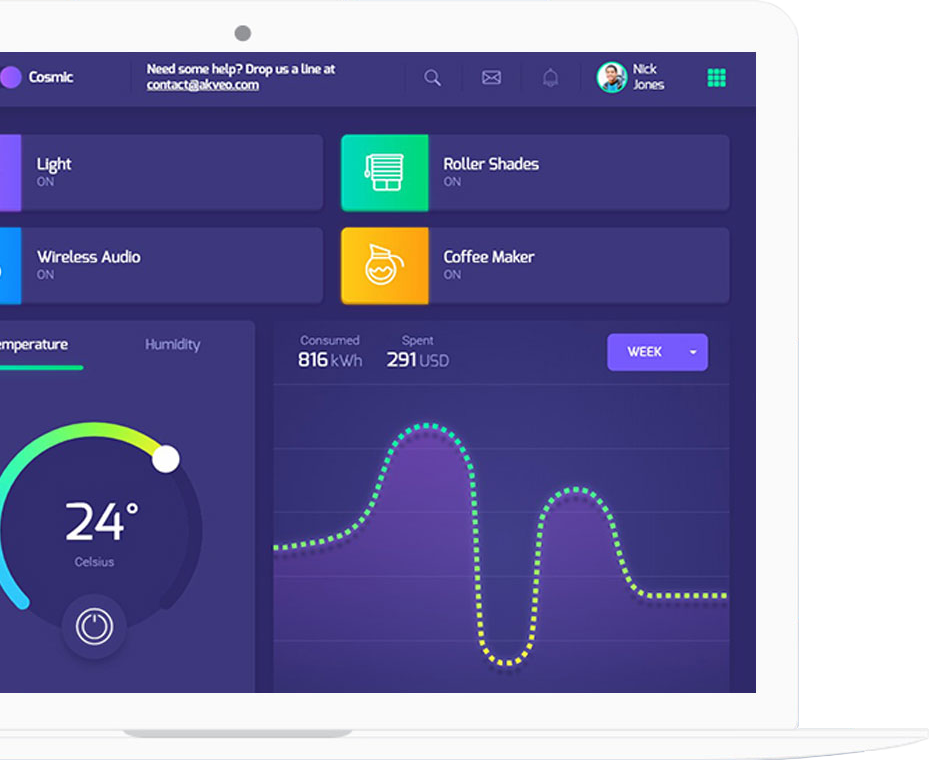 Cosmic
Need some help? Drop us a line at
contact@akveo.com
Nick
Jones
Light
ON
Roller Shades
ON
Wireless Audio
ON
Coffee Maker
ON
emperature
Humidity
Consumed
816 kWh
Spent
291 USD
WEEK
24°
Celsius